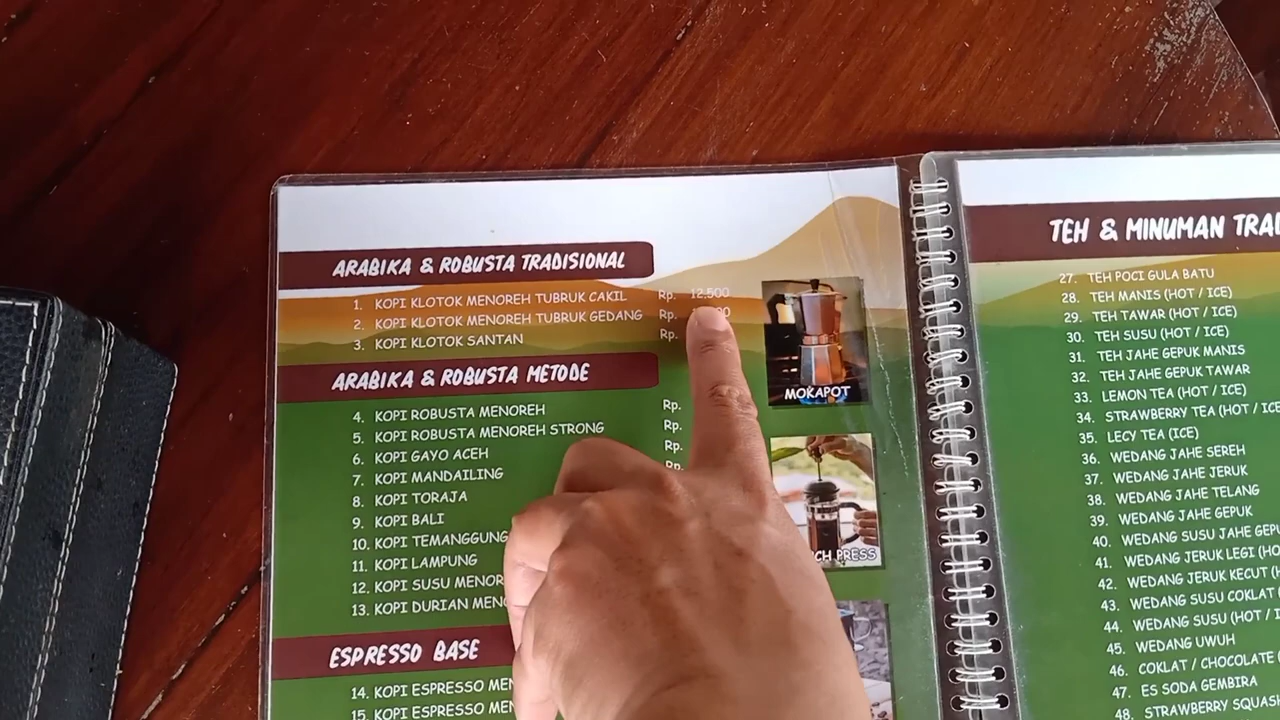 ARABIKA & ROBUSTA TRADISIONAL
1. KOPI KLOTOK MENOREH TUBRUK CAKIL Rp. 12.500
2. KOPI KLOTOK MENOREH TUBRUK GEDANG Rp.
3. KOPI KLOTOK SANTAN Rp.
ARABIKA & ROBUSTA METODE
4. KOPI ROBUSTA MENOREH Rp.
5. KOPI ROBUSTA MENOREH STRONG Rp.
6. KOPI GAYO ACEH Rp.
7. KOPI MANDAILING Rp.
8. KOPI TORAJA
9. KOPI BALI
10. KOPI TEMANGGUNG
11. KOPI LAMPUNG
12. KOPI SUSU
13. KOPI DURIAN
ESPRESSO BASE
14. KOPI ESPRESSO
15. KOPI ESPRESSO
MOKAPOT
PRESS
TEH & MINUMAN
27. TEH POCI GULA BATU
28. TEH MANIS (HOT / ICE)
29. TEH TAWAR (HOT / ICE)
30. TEH SUSU (HOT / ICE)
31. TEH JAHE GEPUK MANIS
32. TEH JAHE GEPUK TAWAR
33. LEMON TEA (HOT / ICE)
34. STRAWBERRY TEA (HOT / ICE
35. LECY TEA (ICE)
36. WEDANG JAHE SEREH
37. WEDANG JAHE JERUK
38. WEDANG JAHE TELANG
39. WEDANG JAHE GEPUK
40. WEDANG SUSU JAHE
41. WEDANG JERUK LEGI
42. WEDANG JERUK KECUT
43. WEDANG SUSU COKLAT
44. WEDANG SUSU (HOT /
45. WEDANG UWUH
46. COKLAT / CHOCOLATE
47. ES SODA GEMBIRA
48. STRAWBERRY